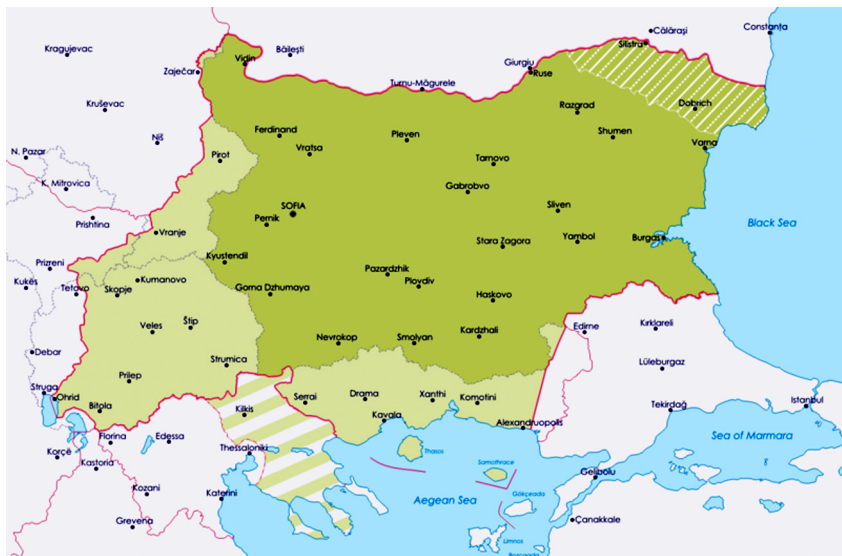 Constanța
Călărași
Silistra
Kragujevac
Băilești
Vidin
Zaječar
Giurgiu
Ruse
Turnu-Măgurele
Kruševac
Razgrad
Dobrich
Ferdinand
Pleven
Shumen
Niš
Vratsa
Varna
N. Pazar
Pirot
Tarnovo
K. Mitrovica
Gabrobvo
SOFIA
Sliven
Prishtina
Pernik
Black Sea
Vranje
Stara Zagora
Yambol
Burgas
Prizreni
Kyustendil
Pazardzhik
Kukës
Tetovo
Kumanovo
Plovdiv
Skopje
Gorna Dzhumaya
Haskovo
Veles
Štip
Edirne
Kırklareli
Nevrokop
Smolyan
Kardzhali
Debar
Strumica
Lüleburgaz
Prilep
Struga
Ohrid
Bitola
Kilkis
Serrai
Drama
Xanthi
Komotini
Istanbul
Kavala
Tekirdağ
Alexandruopolis
Florina
Edessa
Sea of Marmara
Korçë
Thessaloniki
Thasos
Kastoria
Samothrace
Gelibolu
Kozani
Katerini
Aegean Sea
Gökçeada
Grevena
Çanakkale
Limnos